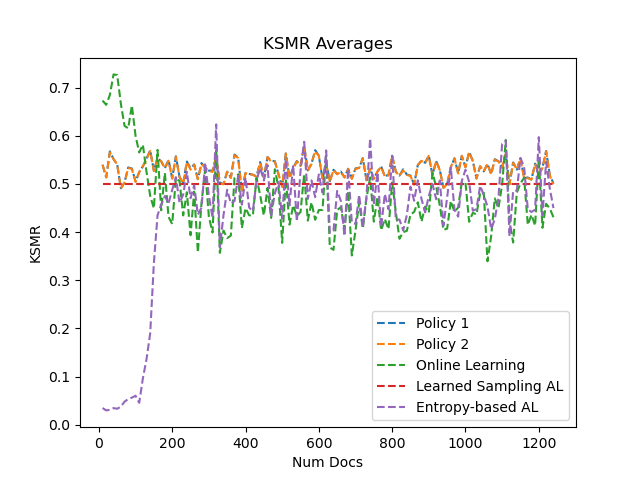 KSMR Averages
KSMR
0.7
0.6
0.5
0.4
0.3
0.2
0.1
0.0
Policy 1
Policy 2
Online Learning
Learned Sampling AL
Entropy-based AL
0 200 400 600 800 1000 1200
Num Docs